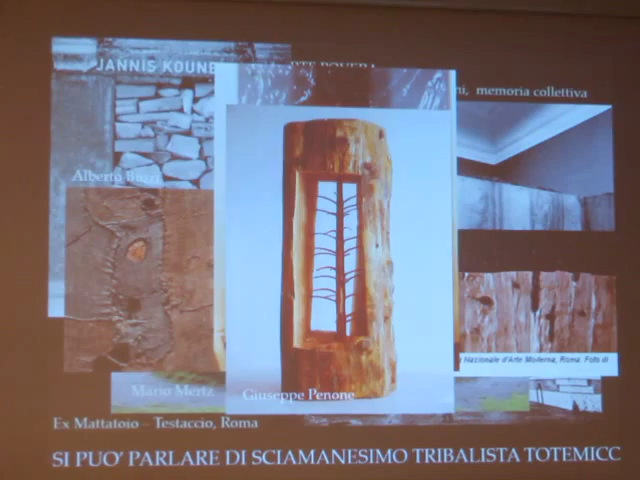 JANNIS KOUNE
ni, memoria collettiva
Alberto Burri
Nazionale d'Arte Moderna, Roma. Foto di
Mario Mertz
Giuseppe Penone
Ex Mattatoio – Testaccio, Roma
SI PUO' PARLARE DI SCIAMANESIMO TRIBALISTA TOTEMICC